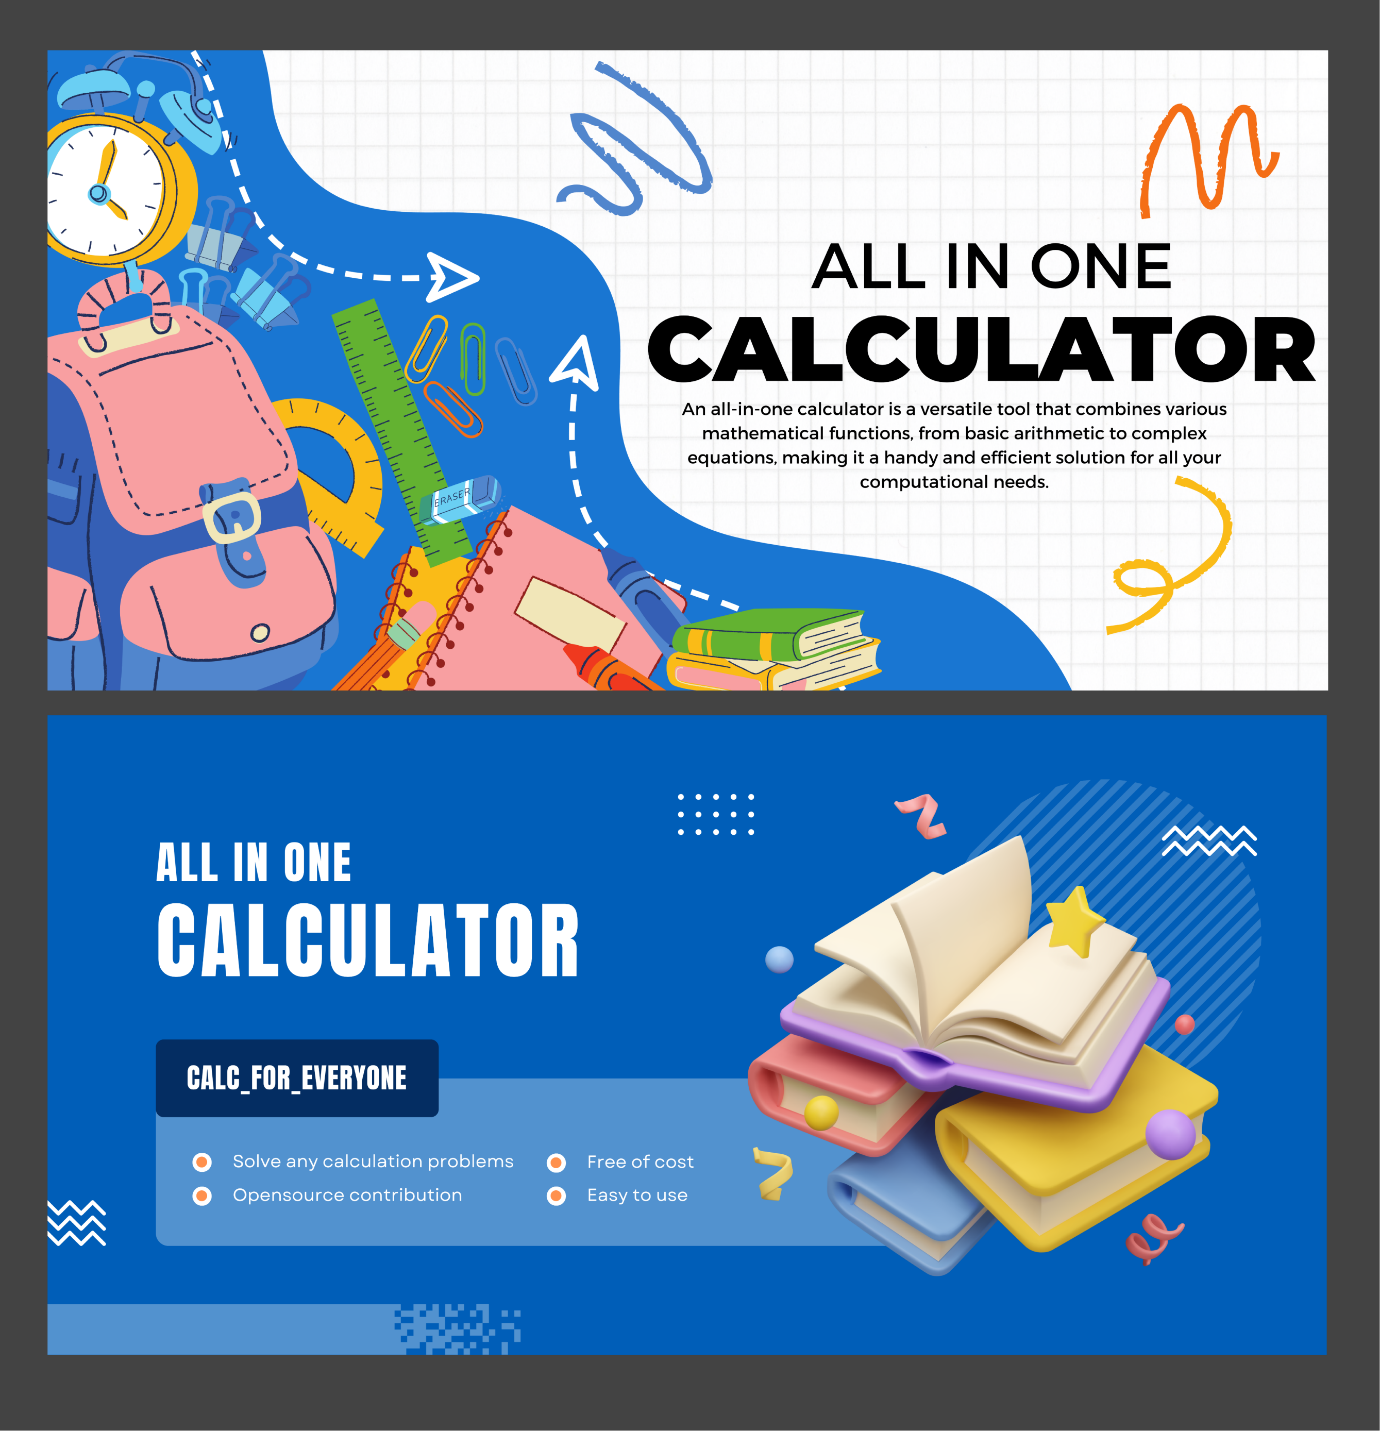 ALL IN ONE
CALCULATOR
An all-in-one calculator is a versatile tool that combines various
mathematical functions, from basic arithmetic to complex
equations, making it a handy and efficient solution for all your
computational needs.
ERASER
ALL IN ONE
CALCULATOR
CALC_FOR_EVERYONE
Solve any calculation problems
Free of cost
Opensource contribution
Easy to use